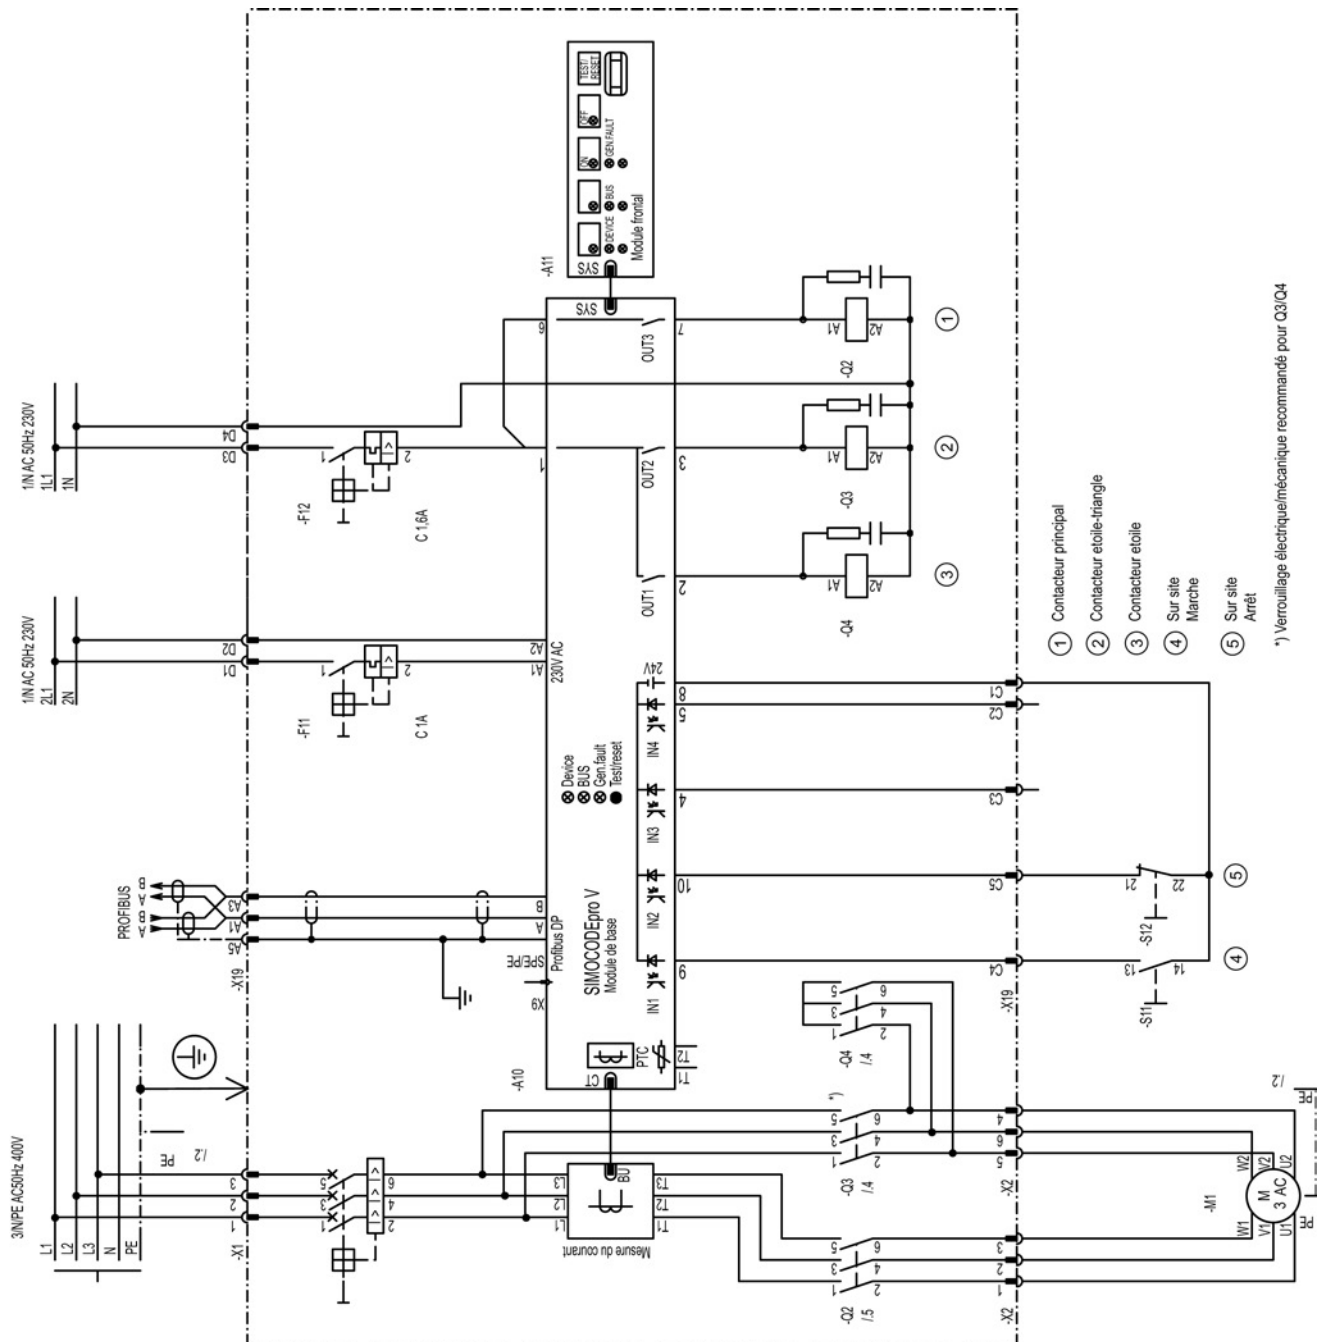 3/N/PE AC50Hz 400V
L1
L2
L3
N
PE
PE
/.2
-X1
1
2
3
1
3
5
2
4
6
PROFIBUS
A
B
A
B
-X19
A5
A1
A3
1/N AC 50Hz 230V
2L1
2N
D1
D2
-F11
1
2
C 1A
1/N AC 50Hz 230V
1L1
1N
D3
D4
-F12
1
2
C 1,6A
Mesure du courant
L1
L2
L3
T1
T2
T3
BU
-A10
CT
PTC
T1
T2
X9
SPE/PE
A
B
Profibus DP
SIMOCODEpro V
Module de base
Device
BUS
Gen.fault
Test/reset
A1
A2
230V AC
1
6
SYS
IN1
IN2
IN3
IN4
24V
9
10
4
5
8
OUT1
OUT2
OUT3
2
3
7
-A11
SYS
DEVICE
BUS
GEN.FAULT
ON
OFF
TEST/
RESET
Module frontal
-Q4
A1
A2
-Q3
A1
A2
-Q2
A1
A2
3
2
1
-Q2
/.5
1
3
5
2
4
6
-Q3
/.4
1
3
5
2
4
6
*)
-Q4
/.4
1
3
5
2
4
6
-X2
1
2
3
-X2
5
6
4
-X19
C4
C5
C3
C2
C1
-M1
M
3 AC
U1
V1
W1
W2
V2
U2
PE
PE
/.2
-S11
13
14
4
-S12
21
22
5
1 Contacteur principal
2 Contacteur etoile-triangle
3 Contacteur etoile
4 Sur site
Marche
5 Sur site
Arrêt
*) Verrouillage électrique/mécanique recommandé pour Q3/Q4